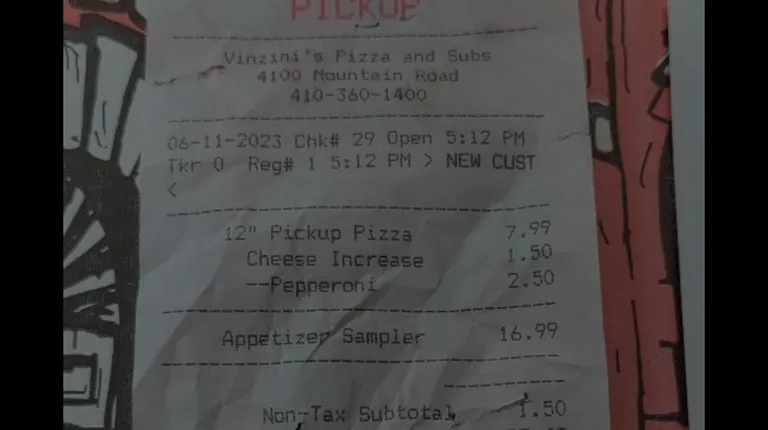 PICKUP
Vinzini's Pizza and Subs
4100 Mountain Road
410-360-1400
06-11-2023 Chk# 29 Open 5:12 PM
Tkr 0 Reg# 1 5:12 PM > NEW CUST
<
12" Pickup Pizza 7.99
Cheese Increase 1.50
--Pepperoni 2.50
Appetizer Sampler 16.99
Non-Tax Subtotal 1.50